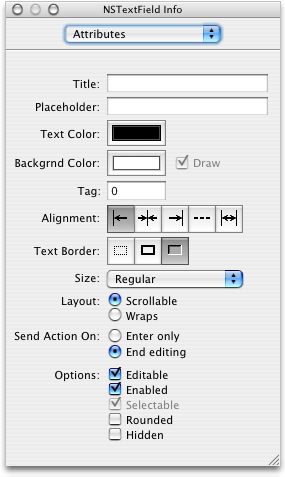 NSTextField Info
Attributes
Title:
Placeholder:
Text Color:
Backgrnd Color: Draw
Tag: 0
Alignment:
Text Border:
Size: Regular
Layout: Scrollable
Wraps
Send Action On: Enter only
End editing
Options: Editable
Enabled
Selectable
Rounded
Hidden